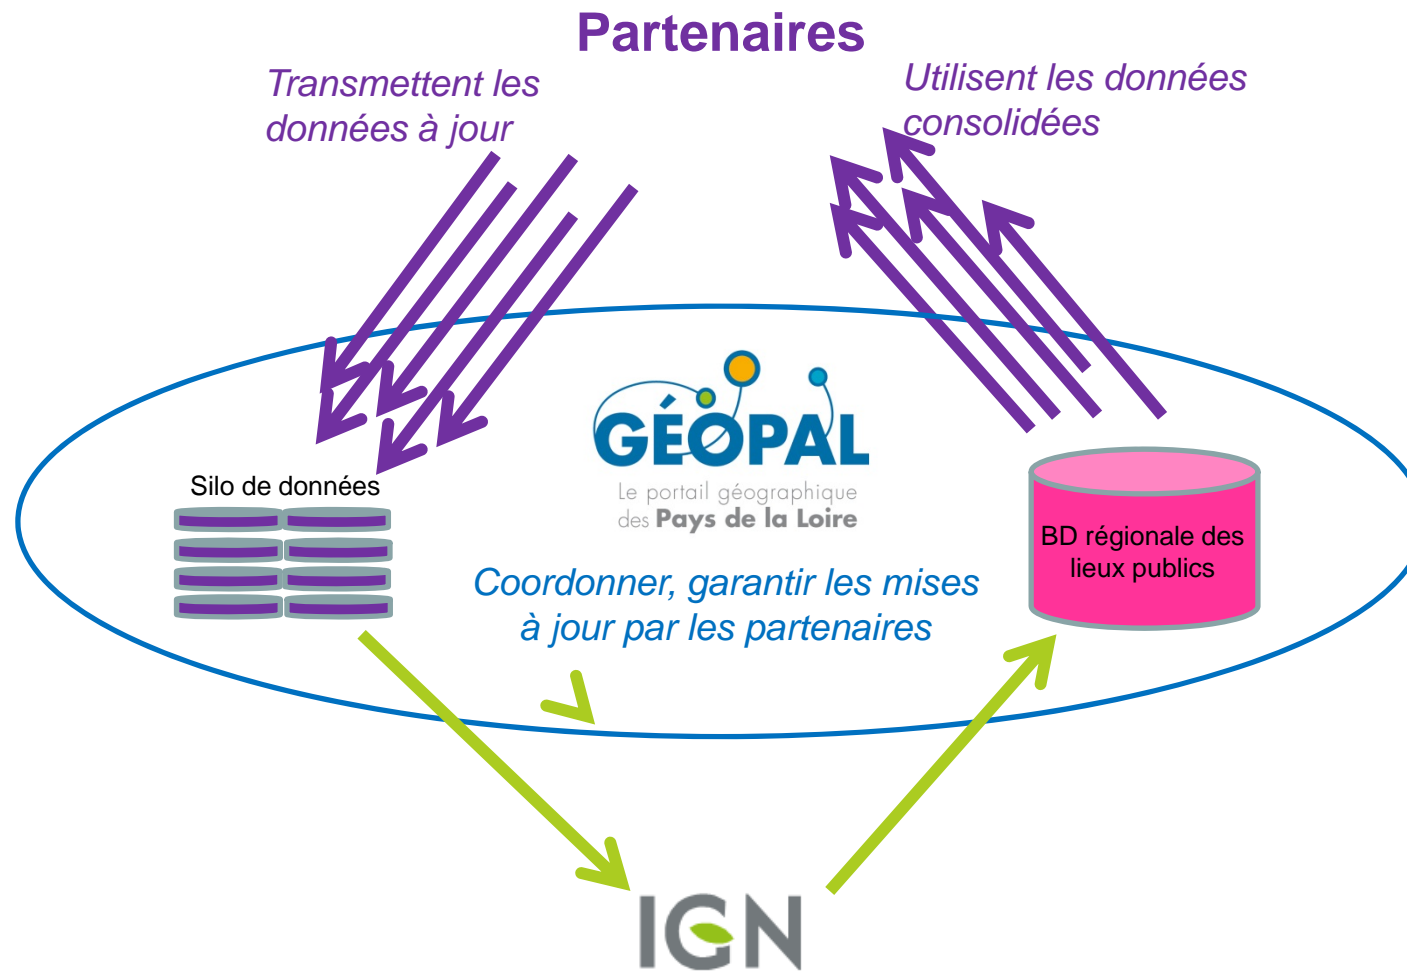 Partenaires
Transmettent les
données à jour
Utilisent les données
consolidées
GÉOPAL
Le portail géographique
des Pays de la Loire
Silo de données
BD régionale des
lieux publics
Coordonner, garantir les mises
à jour par les partenaires
IGN